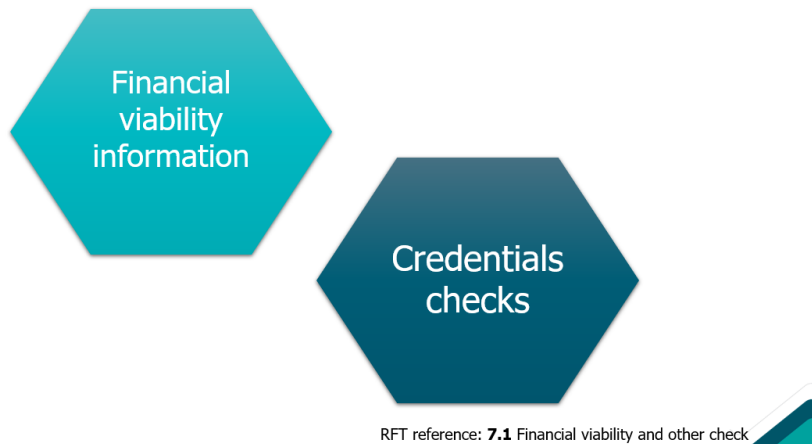 Financial
viability
information
Credentials
checks
RFT reference: 7.1 Financial viability and other check